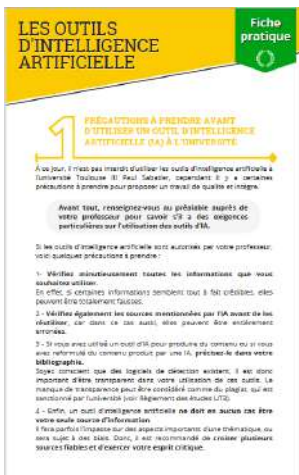 LES OUTILS
D'INTELLIGENCE
ARTIFICIELLE
Fiche
pratique
1
PRÉCAUTIONS À PRENDRE AVANT
D'UTILISER UN OUTIL D'INTELLIGENCE
ARTIFICIELLE (IA) À L'UNIVERSITÉ
À ce jour, il n'est pas interdit d'utiliser les outils d'intelligence artificielle à
l'université Toulouse III Paul Sabatier, cependant il y a certaines
précautions à prendre pour proposer un travail de qualité et intègre.
Avant tout, renseignez-vous au préalable auprès de
votre professeur pour savoir s'il a des exigences
particulières sur l'utilisation des outils d'IA.
Si les outils d'intelligence artificielle sont autorisés par votre professeur,
voici quelques précautions à prendre :
1- Vérifiez minutieusement toutes les informations que vous
souhaitez utiliser.
En effet, si certaines informations semblent tout à fait crédibles, elles
peuvent être totalement fausses.
2 - Vérifiez également les sources mentionnées par l'IA avant de les
réutiliser, car dans ce cas aussi, elles peuvent être entièrement
erronées.
3 - Si vous avez utilisé un outil d'IA pour produire du contenu ou si vous
avez reformulé du contenu produit par une IA, précisez-le dans votre
bibliographie.
Soyez conscient que des logiciels de détection existent, il est donc
important d'être transparent dans votre utilisation de ces outils. Le
manque de transparence peut être considéré comme du plagiat, qui est
sanctionné par l'université (voir Règlement des études UT3).
4 - Enfin, un outil d'intelligence artificielle ne doit en aucun cas être
votre seule source d'information.
Il fera parfois l'impasse sur des aspects importants d'une thématique, ou
sera sujet à des biais. Donc, il est recommandé de croiser plusieurs
sources fiables et d'exercer votre esprit critique.